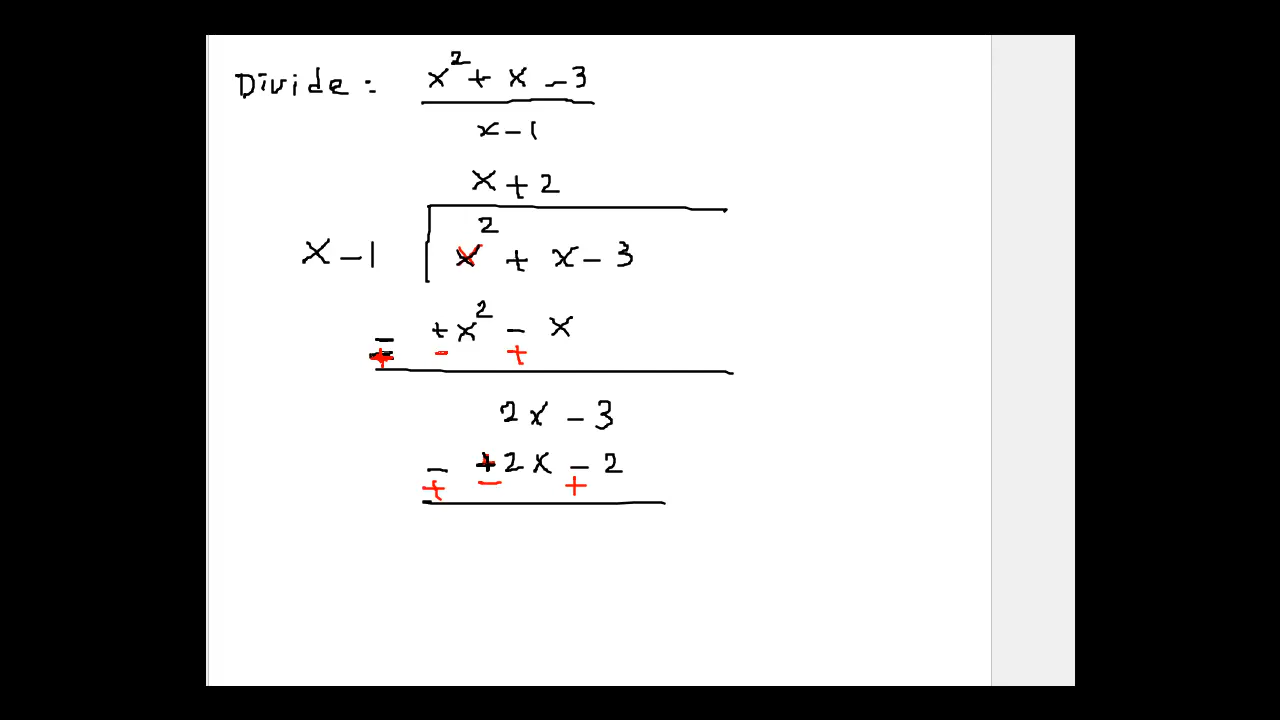 Divide: x² + x - 3
x - 1
x + 2
x - 1 x² + x - 3
- + x² - x
+ - +
2x - 3
- + 2x - 2
+ - +